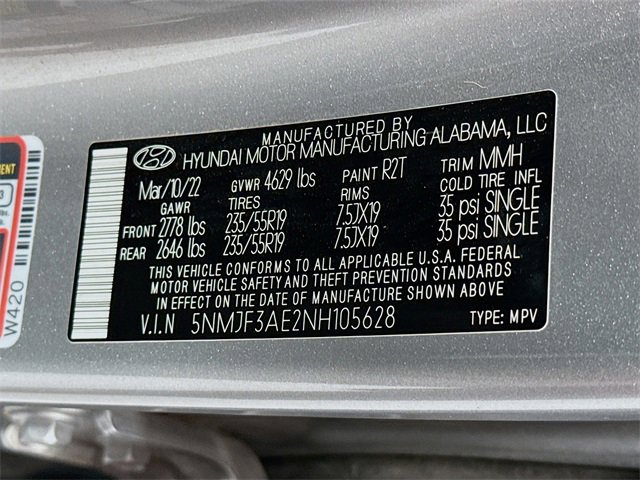 MANUFACTURED BY
HYUNDAI MOTOR MANUFACTURING ALABAMA, LLC
Mar/10/22 GVWR 4629 lbs PAINT R2T TRIM MMH
GAWR TIRES RIMS COLD TIRE INFL
FRONT 2778 lbs 235/55R19 7.5JX19 35 psi SINGLE
REAR 2646 lbs 235/55R19 7.5JX19 35 psi SINGLE
THIS VEHICLE CONFORMS TO ALL APPLICABLE U.S.A. FEDERAL
MOTOR VEHICLE SAFETY AND THEFT PREVENTION STANDARDS
IN EFFECT ON THE DATE OF MANUFACTURE SHOWN ABOVE.
V.I.N 5NMJF3AE2NH105628 TYPE: MPV
W420